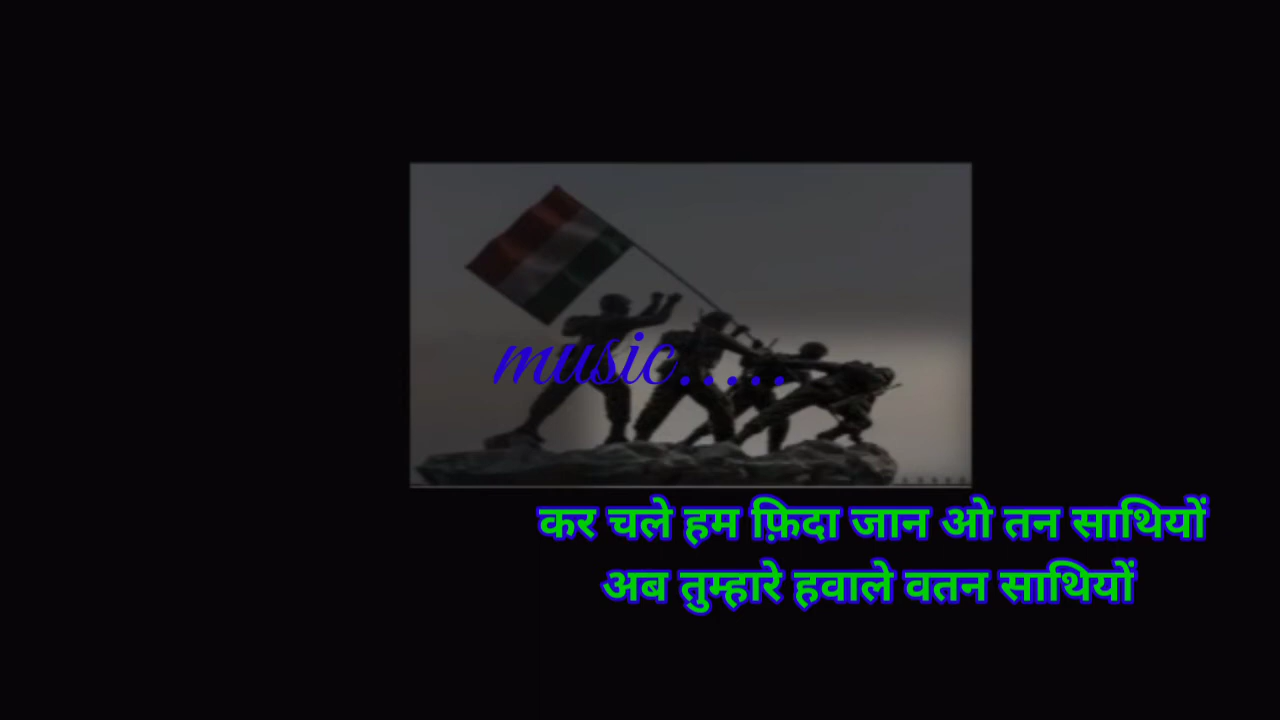 music.....
कर चले हम फ़िदा जान ओ तन साथियों
अब तुम्हारे हवाले वतन साथियों